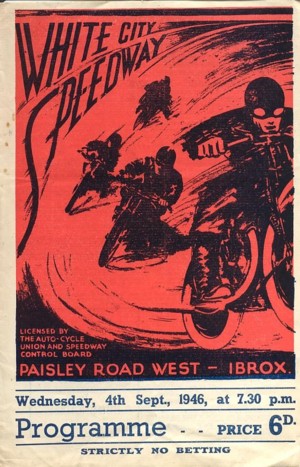 WHITE CITY
SPEEDWAY
LICENSED BY
THE AUTO-CYCLE
UNION AND SPEEDWAY
CONTROL BOARD
PAISLEY ROAD WEST – IBROX.
Wednesday, 4th Sept., 1946, at 7.30 p.m.
Programme - - PRICE 6D.
STRICTLY NO BETTING